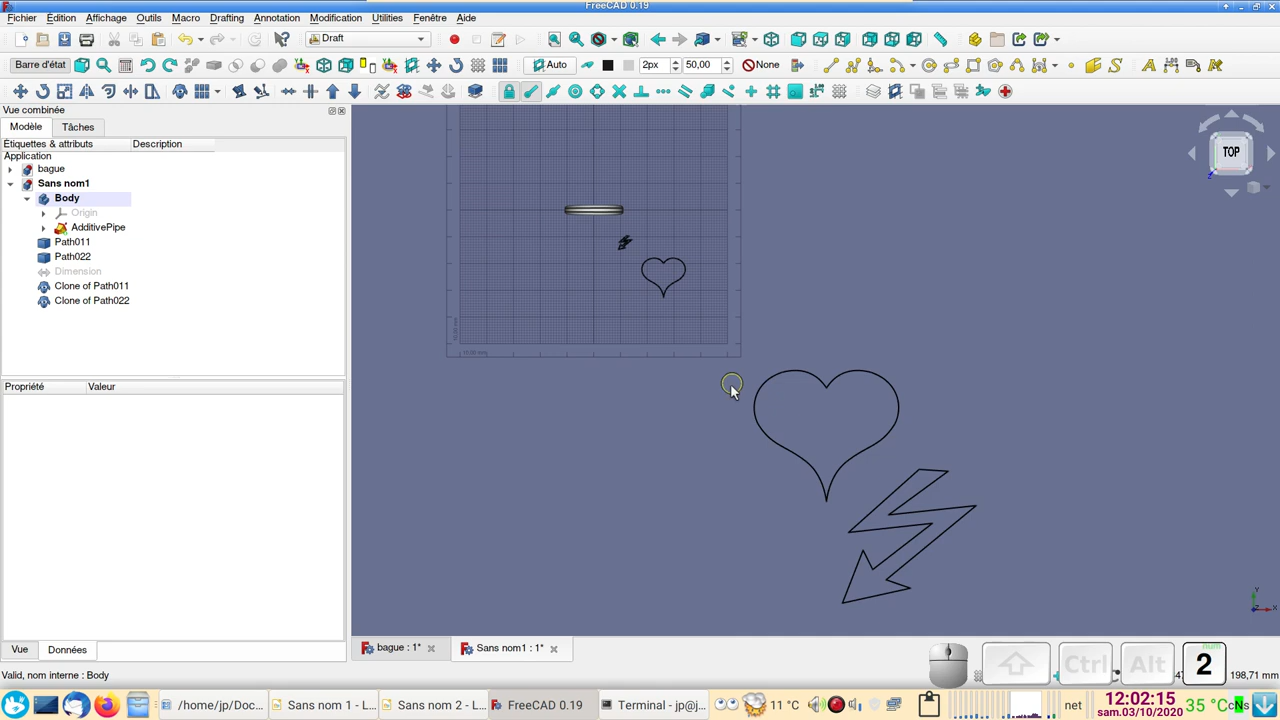 FreeCAD 0.19
Fichier Édition Affichage Outils Macro Drafting Annotation Modification Utilities Fenêtre Aide
Draft
Barre d'état
Auto 2px 50,00 None
Vue combinée
Modèle Tâches
Étiquettes & attributs Description
Application
bague
Sans nom1
Body
Origin
AdditivePipe
Path011
Path022
Dimension
Clone of Path011
Clone of Path022
Propriété Valeur
TOP
Vue Données
bague : 1*
Sans nom1 : 1*
Valid, nom interne : Body
Ctrl Alt num 2
198,71 mm
/home/jp/Doc...
Sans nom 1 - L...
Sans nom 2 ... L...
FreeCAD 0.19
Terminal - jp@j...
11 °C
net
12:02:15
sam.03/10/2020
35 °C